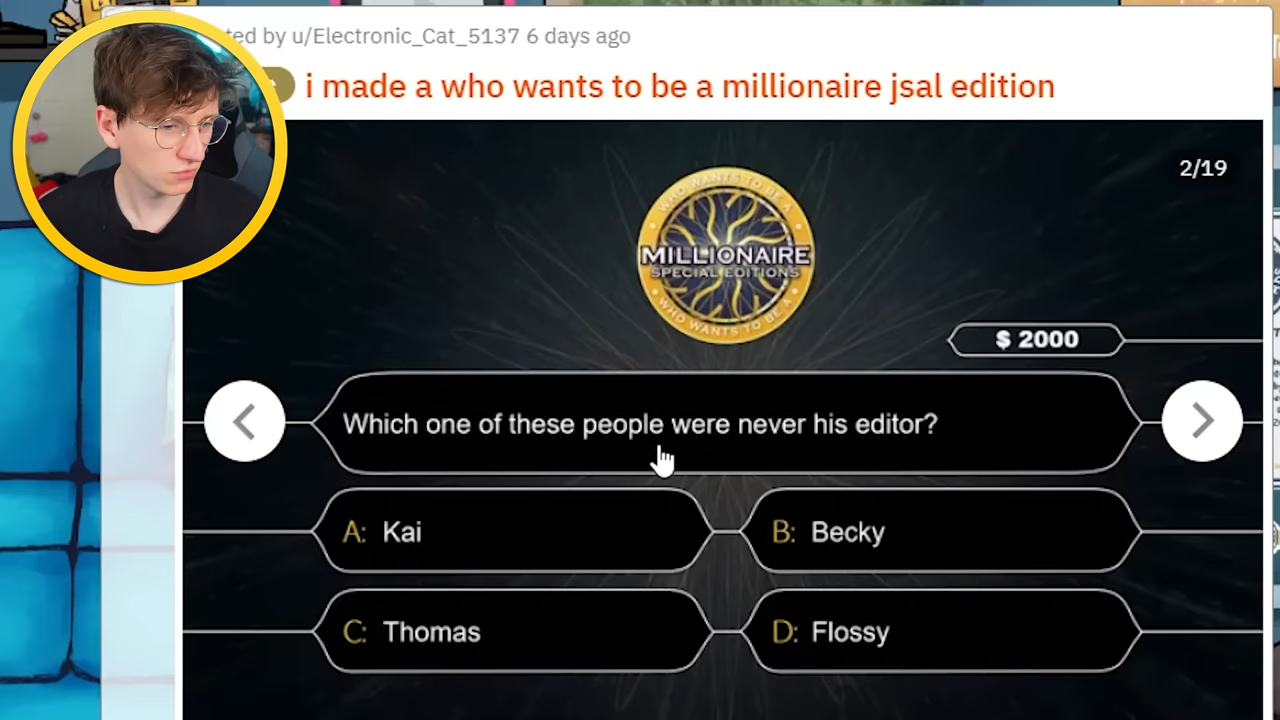 ted by u/Electronic_Cat_5137 6 days ago
i made a who wants to be a millionaire jsal edition
2/19
WHO WANTS TO BE A
MILLIONAIRE
SPECIAL EDITIONS
WHO WANTS TO BE A
$ 2000
Which one of these people were never his editor?
A: Kai
B: Becky
C: Thomas
D: Flossy